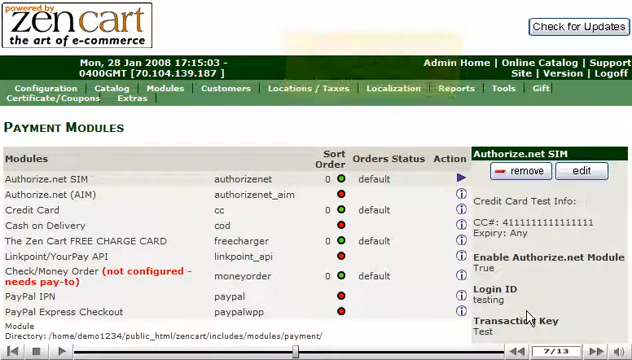 powered by
zencart
the art of e-commerce
Check for Updates
Mon, 28 Jan 2008 17:15:03 -
0400GMT [70.104.139.187 ]
Admin Home | Online Catalog | Support
Site | Version | Logoff
Configuration | Catalog | Modules | Customers | Locations / Taxes | Localization | Reports | Tools | Gift
Certificate/Coupons | Extras
PAYMENT MODULES
Modules Sort Order Orders Status Action
Authorize.net SIM authorizenet 0 default
Authorize.net (AIM) authorizenet_aim
Credit Card cc 0 default
Cash on Delivery cod
The Zen Cart FREE CHARGE CARD freecharger 0 default
Linkpoint/YourPay API linkpoint_api
Check/Money Order (not configured -
needs pay-to) moneyorder 0 default
PayPal IPN paypal
PayPal Express Checkout paypalwpp
Module
Directory: /home/demo1234/public_html/zencart/includes/modules/payment/
Authorize.net SIM
remove edit
Credit Card Test Info:
CC#: 4111111111111111
Expiry: Any
Enable Authorize.net Module
True
Login ID
testing
Transaction Key
Test
7/13